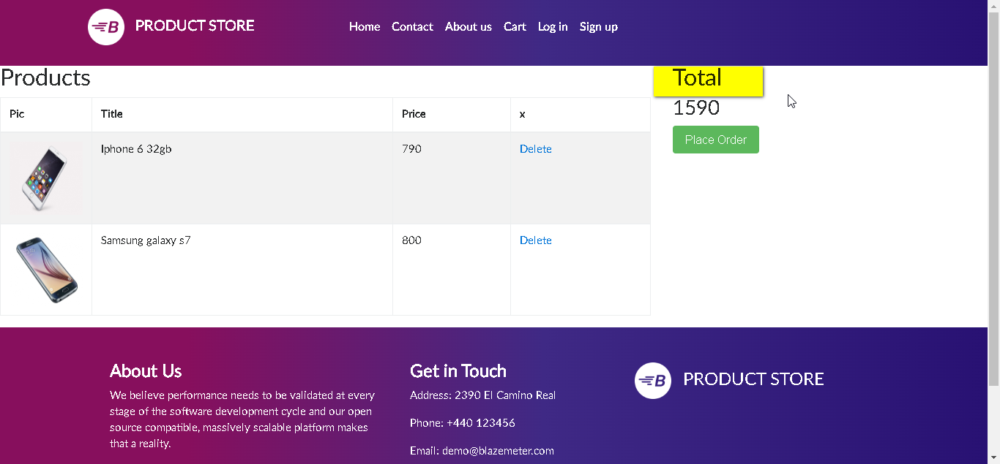 B PRODUCT STORE Home Contact About us Cart Log in Sign up
Products
Pic Title Price x
Iphone 6 32gb 790 Delete
Samsung galaxy s7 800 Delete
Total
1590
Place Order
About Us
We believe performance needs to be validated at every
stage of the software development cycle and our open
source compatible, massively scalable platform makes
that a reality.
Get in Touch
Address: 2390 El Camino Real
Phone: +440 123456
Email: demo@blazemeter.com
B PRODUCT STORE